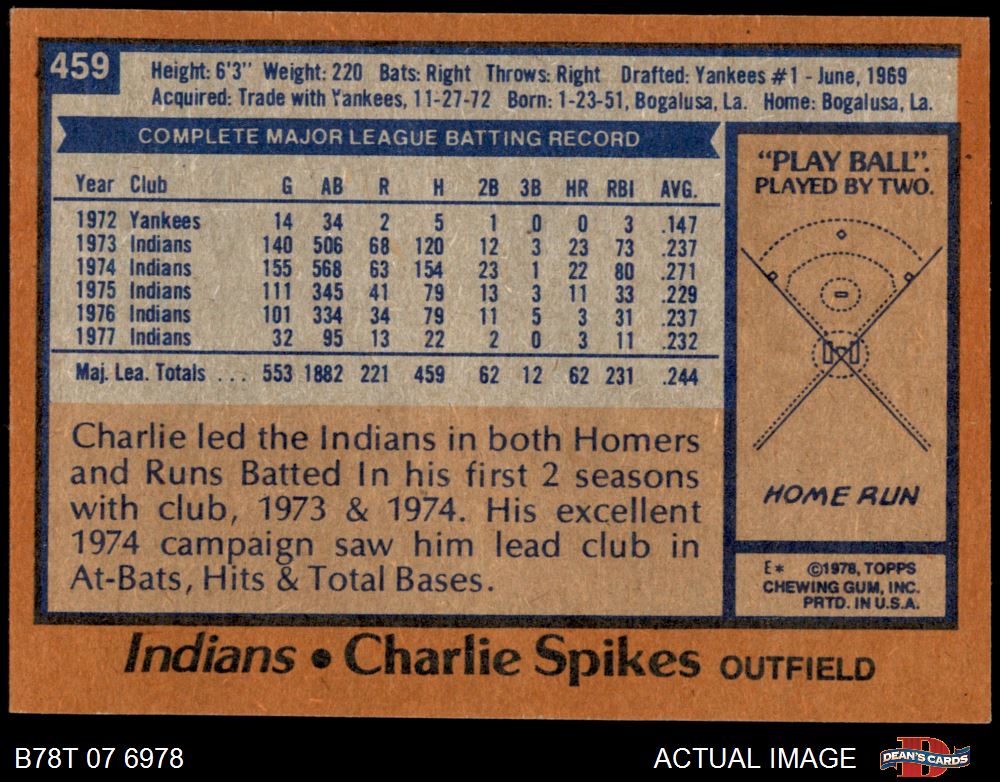 459
Height: 6'3" Weight: 220 Bats: Right Throws: Right Drafted: Yankees #1 - June, 1969
Acquired: Trade with Yankees, 11-27-72 Born: 1-23-51, Bogalusa, La. Home: Bogalusa, La.
COMPLETE MAJOR LEAGUE BATTING RECORD
Year Club G AB R H 2B 3B HR RBI AVG.
1972 Yankees 14 34 2 5 1 0 0 3 .147
1973 Indians 140 506 68 120 12 3 23 73 .237
1974 Indians 155 568 63 154 23 1 22 80 .271
1975 Indians 111 345 41 79 13 3 11 33 .229
1976 Indians 101 334 34 79 11 5 3 31 .237
1977 Indians 32 95 13 22 2 0 3 11 .232
Maj. Lea. Totals ... 553 1882 221 459 62 12 62 231 .244
Charlie led the Indians in both Homers
and Runs Batted In his first 2 seasons
with club, 1973 & 1974. His excellent
1974 campaign saw him lead club in
At-Bats, Hits & Total Bases.
"PLAY BALL".
PLAYED BY TWO.
HOME RUN
E* ©1978, TOPPS
CHEWING GUM, INC.
PRTD. IN U.S.A.
Indians • Charlie Spikes OUTFIELD
B78T 07 6978
ACTUAL IMAGE
DEAN'S CARDS